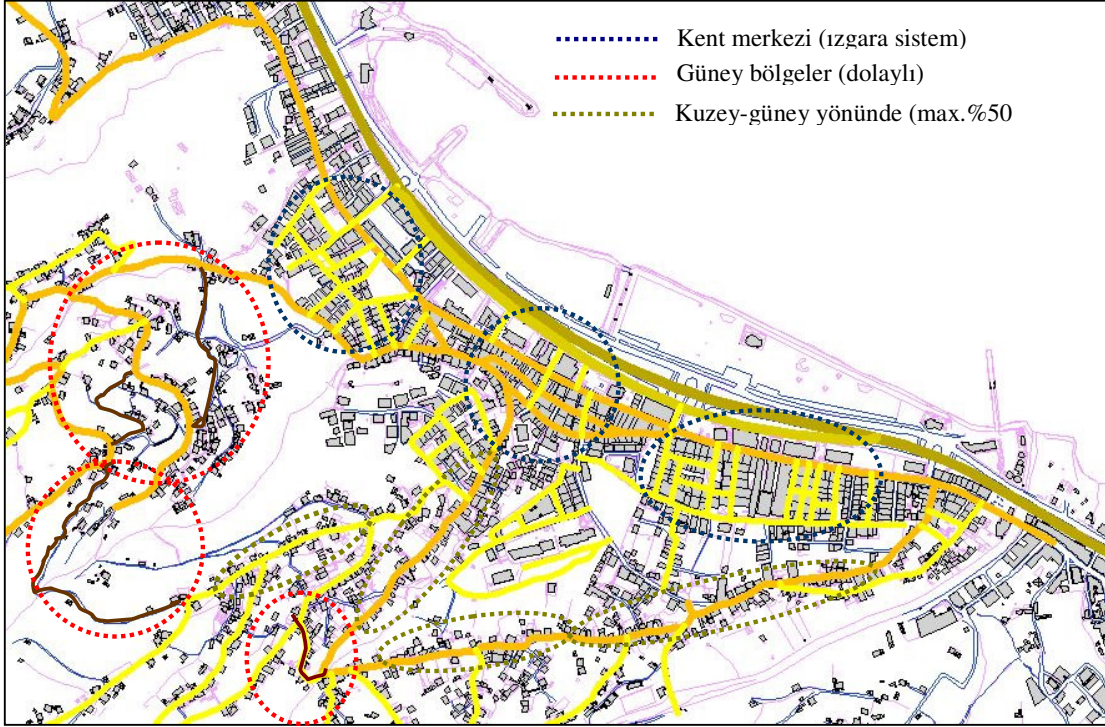 Kent merkezi (ızgara sistem)
Güney bölgeler (dolaylı)
Kuzey-güney yönünde (max.%50